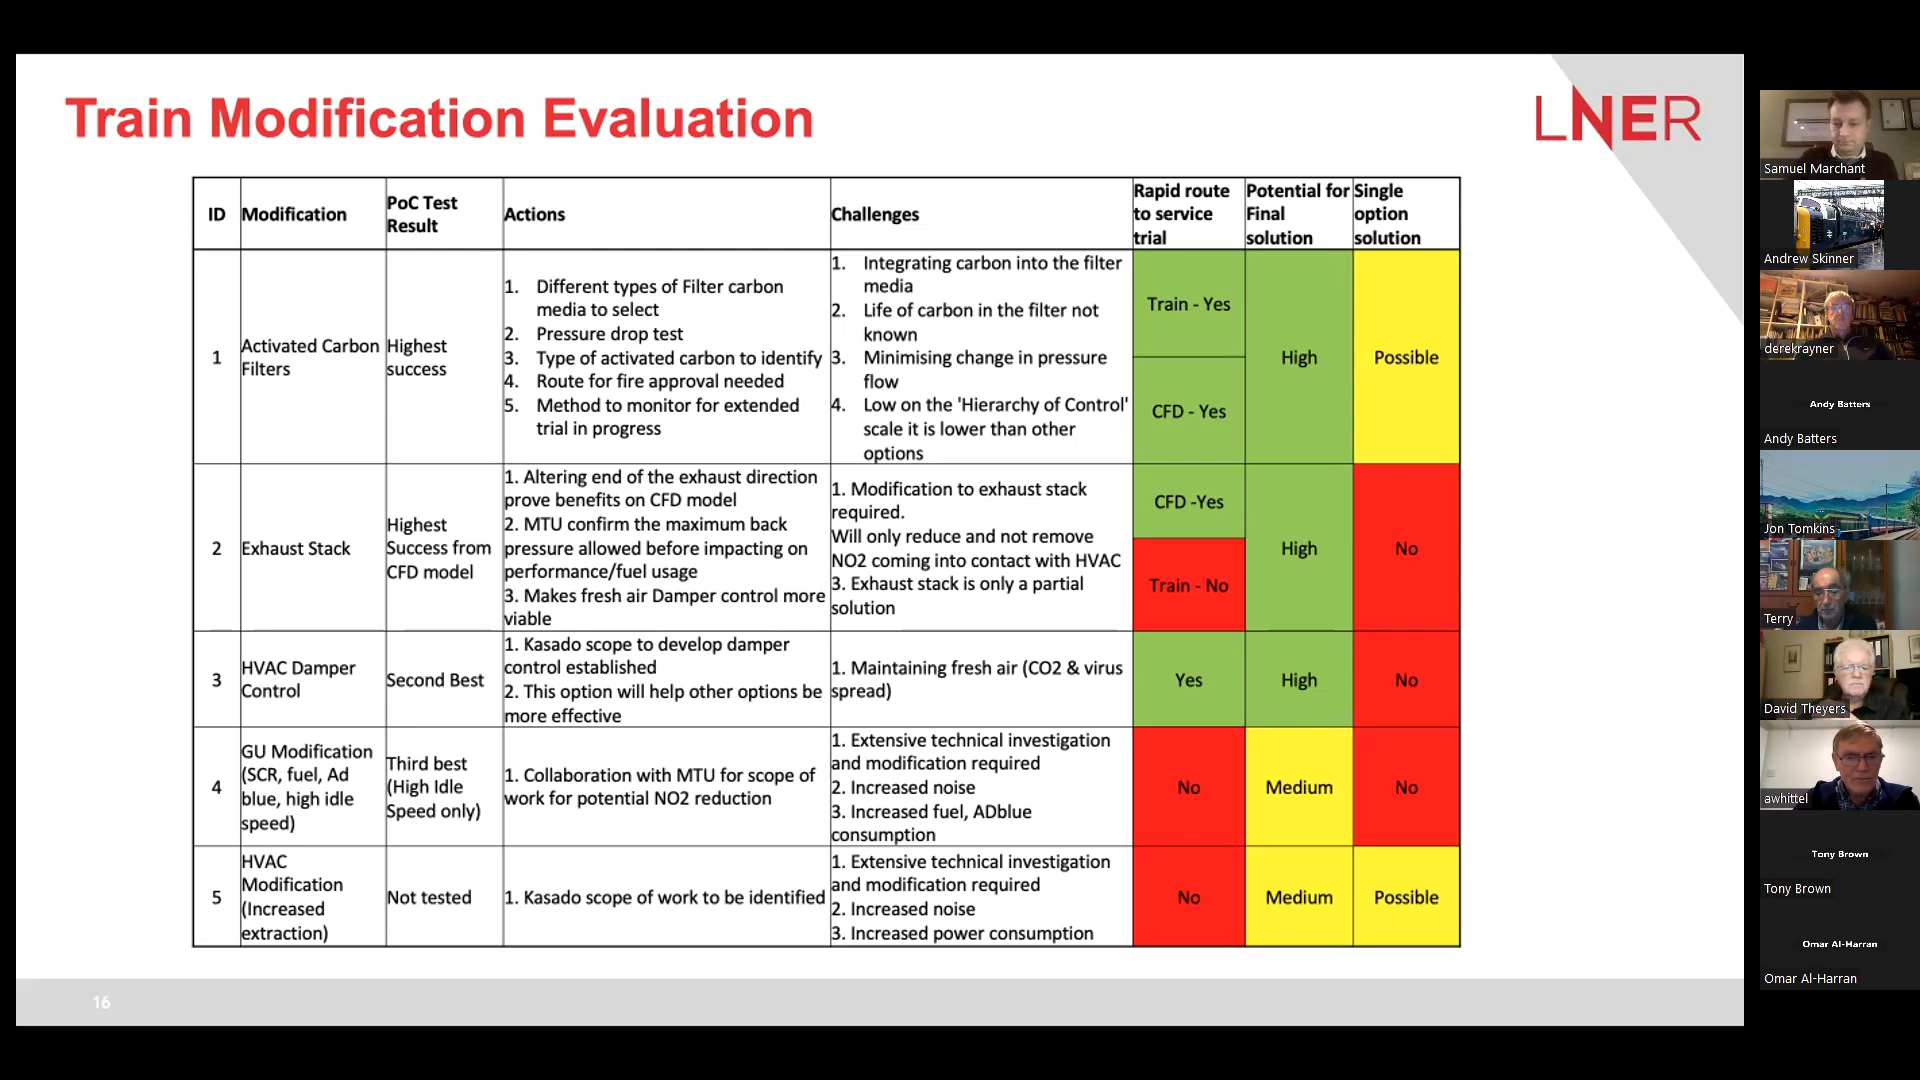 Train Modification Evaluation
LNER
ID
Modification
PoC Test
Result
Actions
Challenges
Rapid route
to service
trial
Potential for
Final
solution
Single
option
solution
1
Activated Carbon
Filters
Highest
success
1. Different types of Filter carbon
media to select
2. Pressure drop test
3. Type of activated carbon to identify
4. Route for fire approval needed
5. Method to monitor for extended
trial in progress
1. Integrating carbon into the filter
media
2. Life of carbon in the filter not
known
3. Minimising change in pressure
flow
4. Low on the 'Hierarchy of Control'
scale it is lower than other
options
Train - Yes
CFD - Yes
High
Possible
2
Exhaust Stack
Highest
Success from
CFD model
1. Altering end of the exhaust direction
prove benefits on CFD model
2. MTU confirm the maximum back
pressure allowed before impacting on
performance/fuel usage
3. Makes fresh air Damper control more
viable
1. Modification to exhaust stack
required.
Will only reduce and not remove
NO2 coming into contact with HVAC
3. Exhaust stack is only a partial
solution
CFD -Yes
Train - No
High
No
3
HVAC Damper
Control
Second Best
1. Kasado scope to develop damper
control established
2. This option will help other options be
more effective
1. Maintaining fresh air (CO2 & virus
spread)
Yes
High
No
4
GU Modification
(SCR, fuel, Ad
blue, high idle
speed)
Third best
(High Idle
Speed only)
1. Collaboration with MTU for scope of
work for potential NO2 reduction
1. Extensive technical investigation
and modification required
2. Increased noise
3. Increased fuel, ADblue
consumption
No
Medium
No
5
HVAC
Modification
(Increased
extraction)
Not tested
1. Kasado scope of work to be identified
1. Extensive technical investigation
and modification required
2. Increased noise
3. Increased power consumption
No
Medium
Possible
16
Samuel Marchant
Andrew Skinner
derekrayner
Andy Batters
Andy Batters
Jon Tomkins
Terry
David Theyers
awhittel
Tony Brown
Tony Brown
Omar Al-Harran
Omar Al-Harran